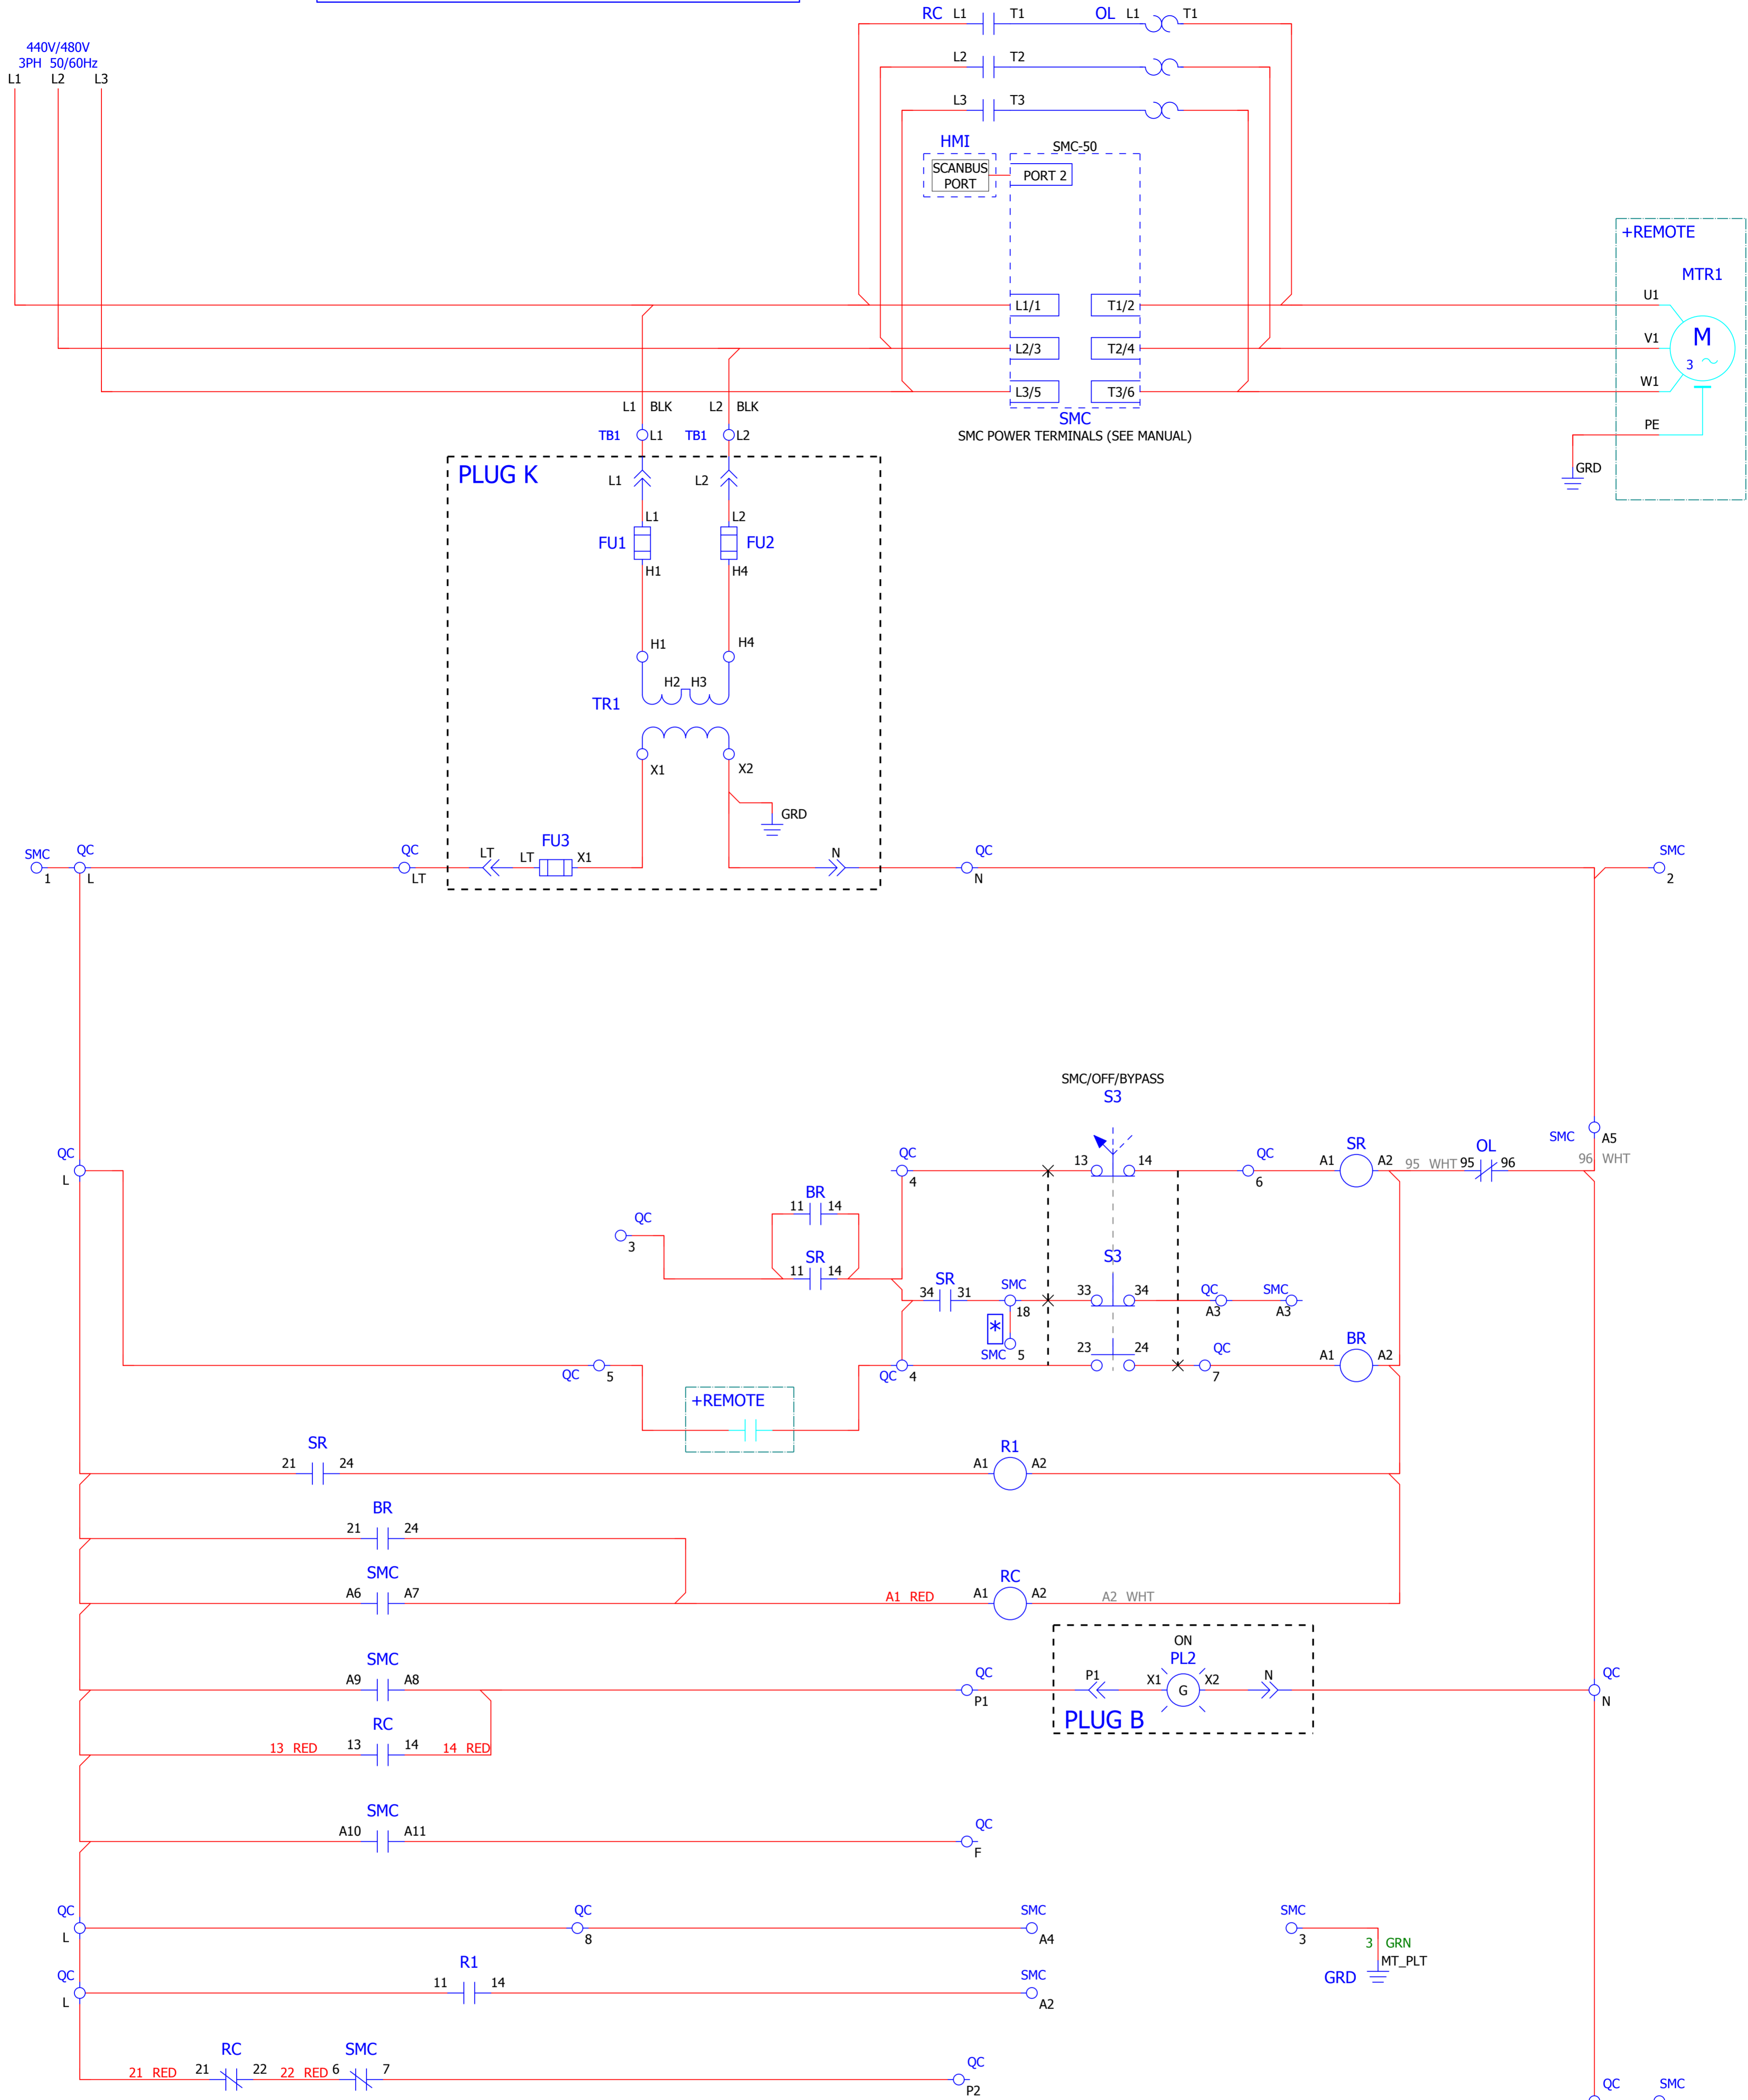 440V/480V
3PH 50/60Hz
L1 L2 L3
RC L1 T1 OL L1 T1
L2 T2
L3 T3
HMI
SCANBUS
PORT
SMC-50
PORT 2
+REMOTE
MTR1
L1/1 T1/2 U1
L2/3 T2/4 V1
M
3
L3/5 T3/6 W1
SMC
SMC POWER TERMINALS (SEE MANUAL)
PE
GRD
L1 BLK L2 BLK
TB1 L1 TB1 L2
PLUG K
L1 L2
L1 L2
FU1 FU2
H1 H4
H1 H4
H2 H3
TR1
X1 X2
GRD
SMC
1
QC
L
QC
LT
LT
FU3
LT X1
N
QC
N
SMC
2
SMC/OFF/BYPASS
S3
QC
L
QC
4
13 14
QC
6
SR
A1 A2
95 WHT
OL
95 96
SMC A5
96 WHT
BR
11 14
QC
3
SR
11 14
SR
34 31
SMC
18
*
SMC 5
S3
33 34
QC
A3
SMC
A3
QC 5
QC 4
23 24
QC
7
BR
A1 A2
+REMOTE
SR
21 24
R1
A1 A2
BR
21 24
SMC
A6 A7
A1 RED
RC
A1 A2
A2 WHT
SMC
A9 A8
QC
P1
ON
PL2
P1 X1 G X2 N
PLUG B
QC
N
RC
13 RED 13 14 14 RED
SMC
A10 A11
QC
F
QC
L
QC
8
SMC
A4
SMC
3
3 GRN
MT_PLT
GRD
QC
L
R1
11 14
SMC
A2
RC
21 RED 21 22
22 RED
SMC
6 7
QC
P2
QC SMC